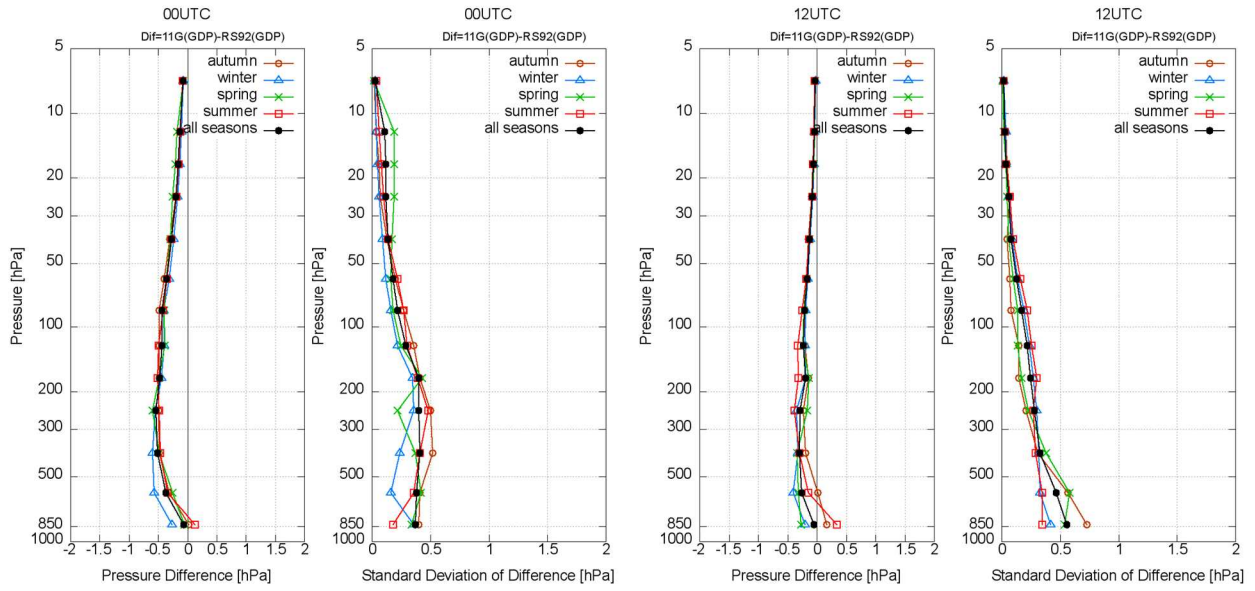 00UTC
Dif=11G(GDP)-RS92(GDP)
5
10
20
30
50
100
200
300
500
850
1000
Pressure [hPa]
autumn
winter
spring
summer
all seasons
-2 -1.5 -1 -0.5 0 0.5 1 1.5 2
Pressure Difference [hPa]
00UTC
Dif=11G(GDP)-RS92(GDP)
5
10
20
30
50
100
200
300
500
850
1000
Pressure [hPa]
autumn
winter
spring
summer
all seasons
0 0.5 1 1.5 2
Standard Deviation of Difference [hPa]
12UTC
Dif=11G(GDP)-RS92(GDP)
5
10
20
30
50
100
200
300
500
850
1000
Pressure [hPa]
autumn
winter
spring
summer
all seasons
-2 -1.5 -1 -0.5 0 0.5 1 1.5 2
Pressure Difference [hPa]
12UTC
Dif=11G(GDP)-RS92(GDP)
5
10
20
30
50
100
200
300
500
850
1000
Pressure [hPa]
autumn
winter
spring
summer
all seasons
0 0.5 1 1.5 2
Standard Deviation of Difference [hPa]